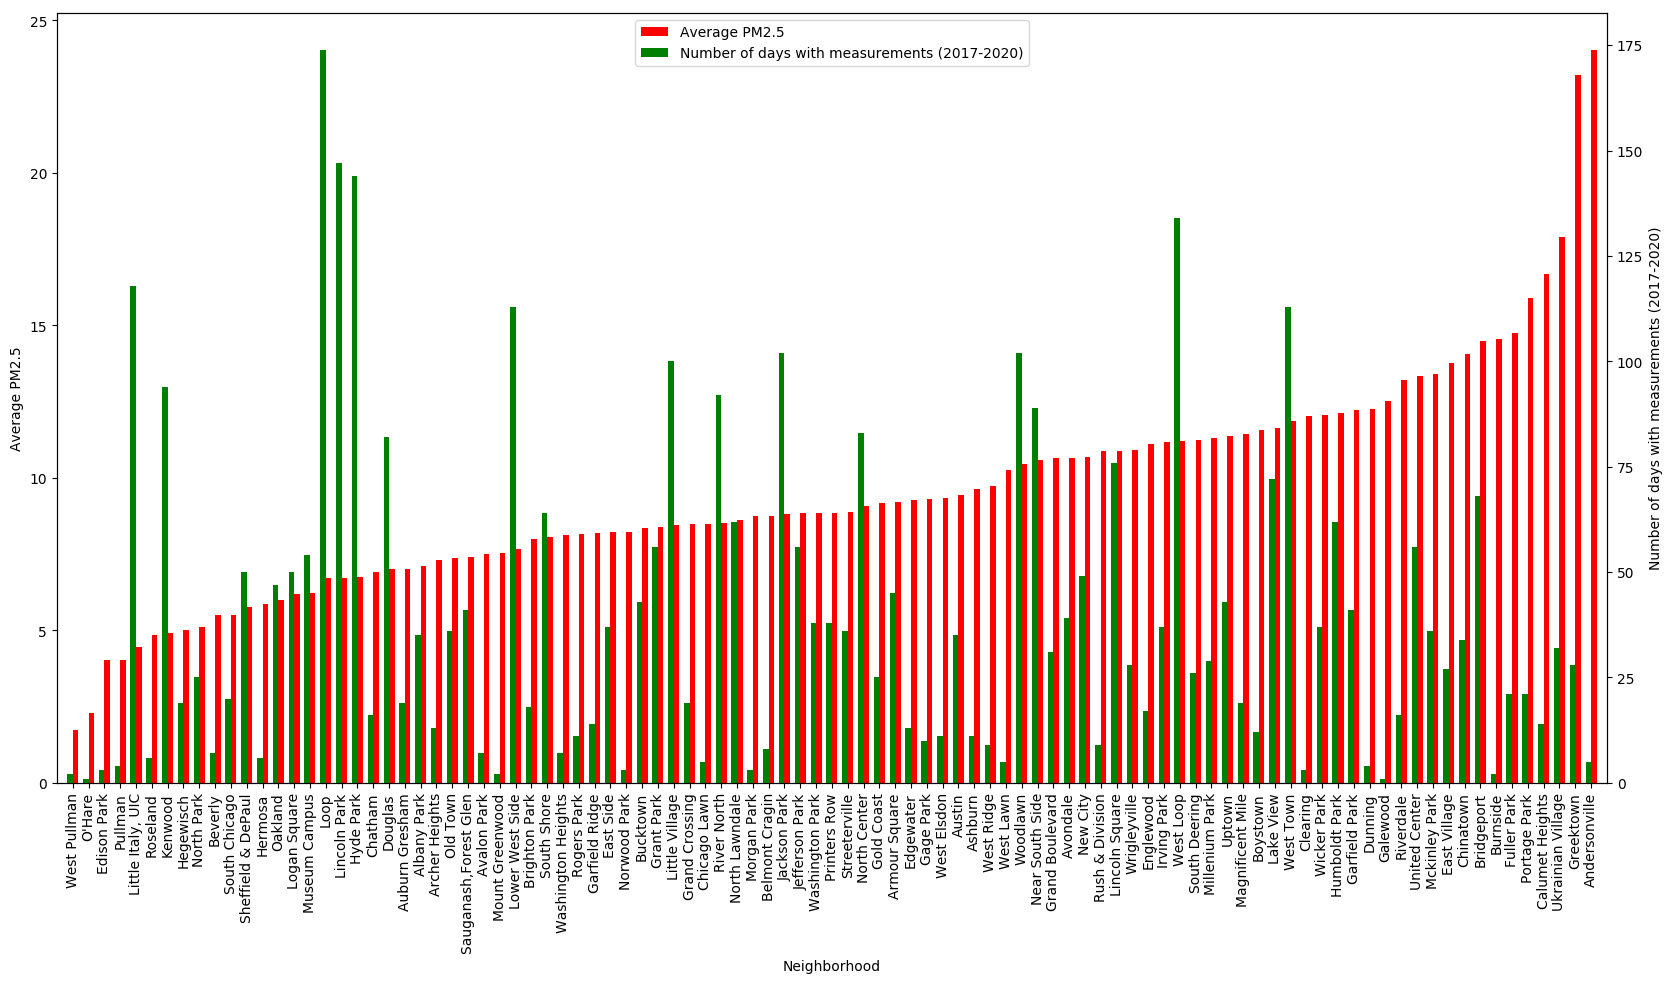 Average PM2.5
Number of days with measurements (2017-2020)
25
20
15
10
5
0
Average PM2.5
175
150
125
100
75
50
25
0
Number of days with measurements (2017-2020)
West Pullman
O'Hare
Edison Park
Pullman
Little Italy, UIC
Roseland
Kenwood
Hegewisch
North Park
Beverly
South Chicago
Sheffield & DePaul
Hermosa
Oakland
Logan Square
Museum Campus
Loop
Lincoln Park
Hyde Park
Chatham
Douglas
Auburn Gresham
Albany Park
Archer Heights
Old Town
Sauganash,Forest Glen
Avalon Park
Mount Greenwood
Lower West Side
Brighton Park
South Shore
Washington Heights
Rogers Park
Garfield Ridge
East Side
Norwood Park
Bucktown
Grant Park
Little Village
Grand Crossing
Chicago Lawn
River North
North Lawndale
Morgan Park
Belmont Cragin
Jackson Park
Jefferson Park
Washington Park
Printers Row
Streeterville
North Center
Gold Coast
Armour Square
Edgewater
Gage Park
West Elsdon
Austin
Ashburn
West Ridge
West Lawn
Woodlawn
Near South Side
Grand Boulevard
Avondale
New City
Rush & Division
Lincoln Square
Wrigleyville
Englewood
Irving Park
West Loop
South Deering
Millenium Park
Uptown
Magnificent Mile
Boystown
Lake View
West Town
Clearing
Wicker Park
Humboldt Park
Garfield Park
Dunning
Galewood
Riverdale
United Center
Mckinley Park
East Village
Chinatown
Bridgeport
Burnside
Fuller Park
Portage Park
Calumet Heights
Ukrainian Village
Greektown
Andersonville
Neighborhood